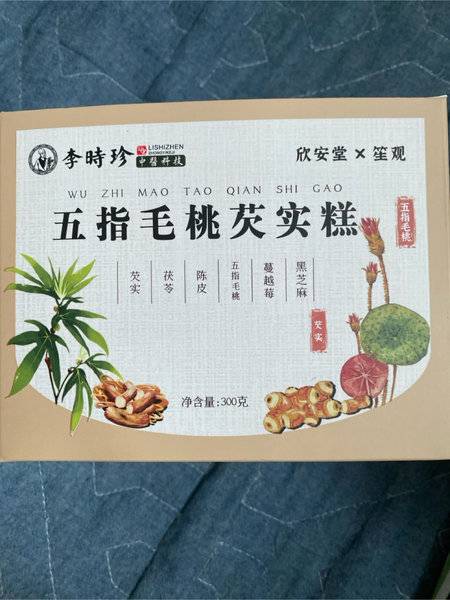 李時珍
LISHIZHEN
ZHONGYIKEJI
中醫科技
欣安堂 × 笙观
WU ZHI MAO TAO QIAN SHI GAO
五指毛桃芡实糕
芡实
茯苓
陈皮
五指毛桃
蔓越莓
黑芝麻
五指毛桃
芡实
净含量:300克